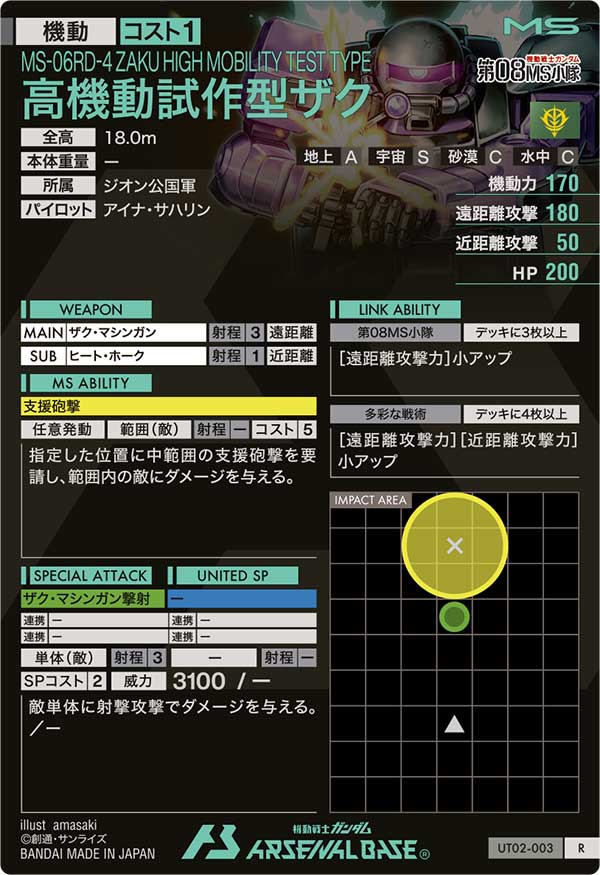 機動 コスト1 MS
MS-06RD-4 ZAKU HIGH MOBILITY TEST TYPE
高機動試作型ザク
機動戦士ガンダム
第08MS小隊
全高 18.0m
本体重量 ー
所属 ジオン公国軍
パイロット アイナ・サハリン
地上 A 宇宙 S 砂漠 C 水中 C
機動力 170
遠距離攻撃 180
近距離攻撃 50
HP 200
WEAPON
MAIN ザク・マシンガン 射程 3 遠距離
SUB ヒート・ホーク 射程 1 近距離
MS ABILITY
支援砲撃
任意発動 範囲(敵) 射程 ー コスト 5
指定した位置に中範囲の支援砲撃を要
請し、範囲内の敵にダメージを与える。
SPECIAL ATTACK UNITED SP
ザク・マシンガン撃射 ー
連携 ー 連携 ー
連携 ー 連携 ー
単体(敵) 射程 3 ー 射程 ー
SPコスト 2 威力 3100 / ー
敵単体に射撃攻撃でダメージを与える。
/ー
LINK ABILITY
第08MS小隊 デッキに3枚以上
[遠距離攻撃力]小アップ
多彩な戦術 デッキに4枚以上
[遠距離攻撃力][近距離攻撃力]
小アップ
IMPACT AREA
illust amasaki
©創通・サンライズ
BANDAI MADE IN JAPAN
機動戦士ガンダム
ARSENAL BASE®
UT02-003 R